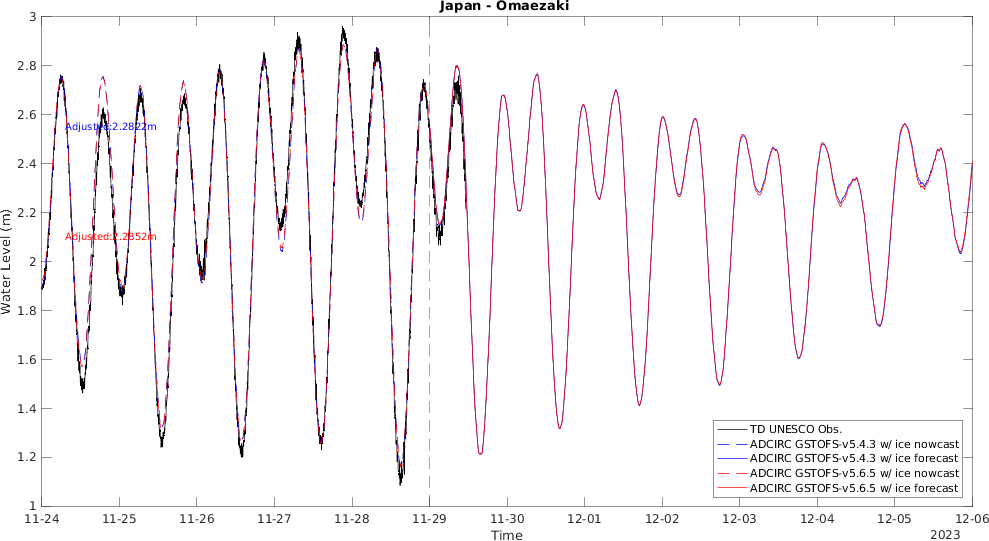 Japan - Omaezaki
3
2.8
2.6
2.4
2.2
2
1.8
1.6
1.4
1.2
1
Water Level (m)
Adjusted:2.2822m
Adjusted:2.2852m
TD UNESCO Obs.
ADCIRC GSTOFS-v5.4.3 w/ ice nowcast
ADCIRC GSTOFS-v5.4.3 w/ ice forecast
ADCIRC GSTOFS-v5.6.5 w/ ice nowcast
ADCIRC GSTOFS-v5.6.5 w/ ice forecast
11-24 11-25 11-26 11-27 11-28 11-29 11-30 12-01 12-02 12-03 12-04 12-05 12-06
Time
2023